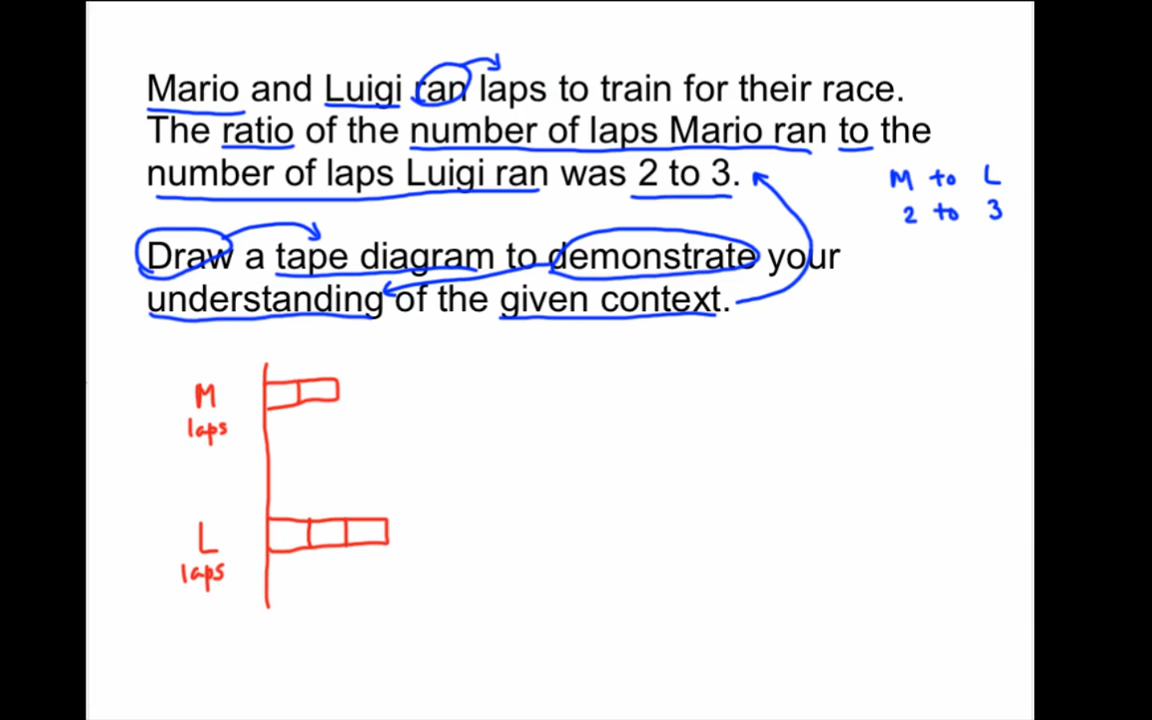 Mario and Luigi ran laps to train for their race.
The ratio of the number of laps Mario ran to the
number of laps Luigi ran was 2 to 3.
M to L
2 to 3
Draw a tape diagram to demonstrate your
understanding of the given context.
M
laps
L
laps